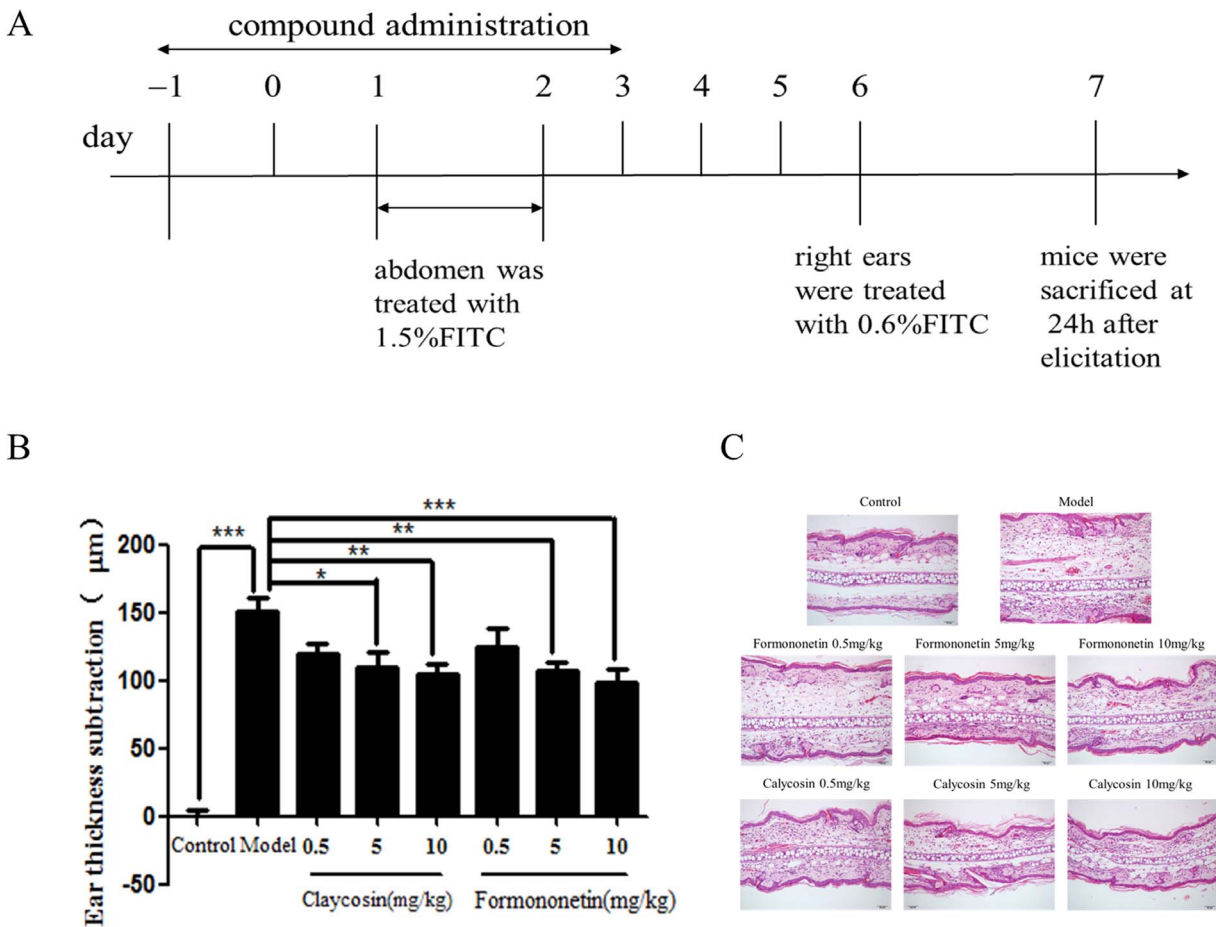 A
compound administration
–1 0 1 2 3 4 5 6 7
day
abdomen was
treated with
1.5%FITC
right ears
were treated
with 0.6%FITC
mice were
sacrificed at
24h after
elicitation
B
Ear thickness subtraction ( μm)
200
150
100
50
0
-50
***
***
**
**
*
Control Model 0.5 5 10 0.5 5 10
Claycosin(mg/kg) Formononetin(mg/kg)
C
Control Model
Formononetin 0.5mg/kg Formononetin 5mg/kg Formononetin 10mg/kg
Calycosin 0.5mg/kg Calycosin 5mg/kg Calycosin 10mg/kg